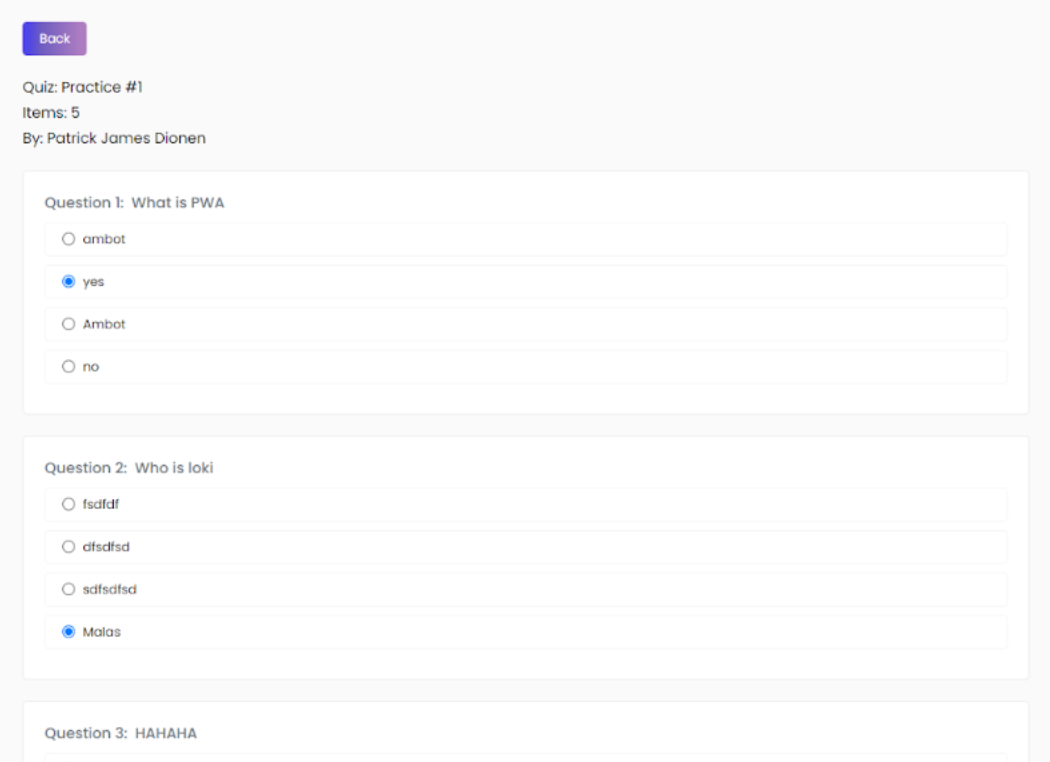 Back
Quiz: Practice #1
Items: 5
By: Patrick James Dionen
Question 1: What is PWA
ambot
yes
Ambot
no
Question 2: Who is loki
fsdfdf
dfsdfsd
sdfsdfsd
Malas
Question 3: HAHAHA